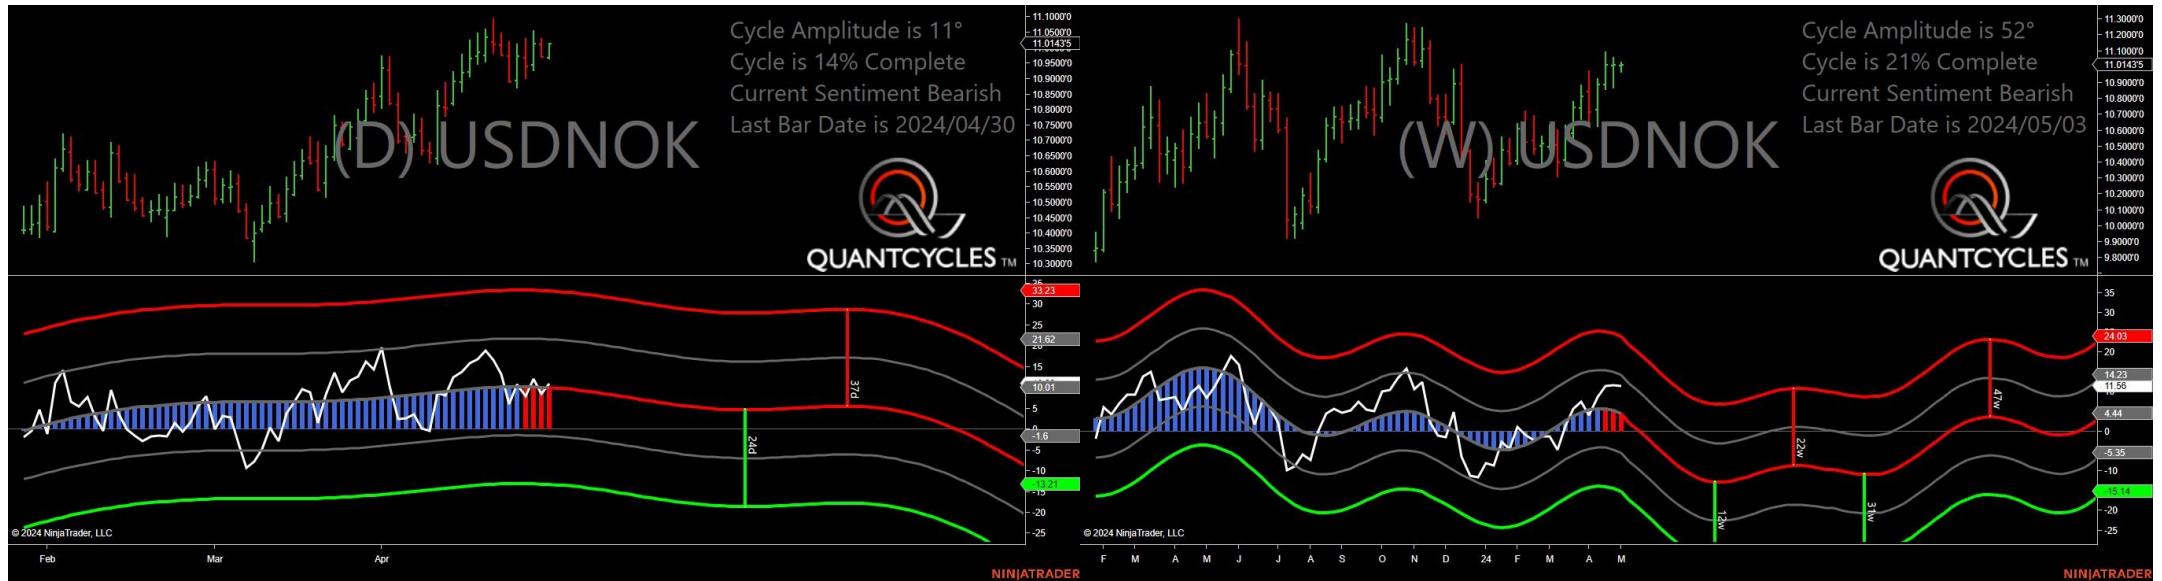 Cycle Amplitude is 11°
Cycle is 14% Complete
Current Sentiment Bearish
Last Bar Date is 2024/04/30
(D) USDNOK
QUANTCYCLES TM
11.1000'0
11.0500'0
11.0143'5
10.9500'0
10.9000'0
10.8500'0
10.8000'0
10.7500'0
10.7000'0
10.6500'0
10.6000'0
10.5500'0
10.5000'0
10.4500'0
10.4000'0
10.3500'0
10.3000'0
33.23
30
25
21.62
15
10.01
5
0
-1.6
-5
-10
-13.21
-15
-20
-25
24d
37d
© 2024 NinjaTrader, LLC
Feb
Mar
Apr
NINJATRADER
Cycle Amplitude is 52°
Cycle is 21% Complete
Current Sentiment Bearish
Last Bar Date is 2024/05/03
(W) USDNOK
QUANTCYCLES TM
11.3000'0
11.2000'0
11.1000'0
11.0143'5
10.9000'0
10.8000'0
10.7000'0
10.6000'0
10.5000'0
10.4000'0
10.3000'0
10.2000'0
10.1000'0
10.0000'0
9.9000'0
9.8000'0
35
30
24.03
20
14.23
11.56
4.44
0
-5.35
-10
-15.14
-20
-25
12w
22w
31w
47w
© 2024 NinjaTrader, LLC
F
M
A
M
J
J
A
S
O
N
D
24
F
M
A
M
NINJATRADER